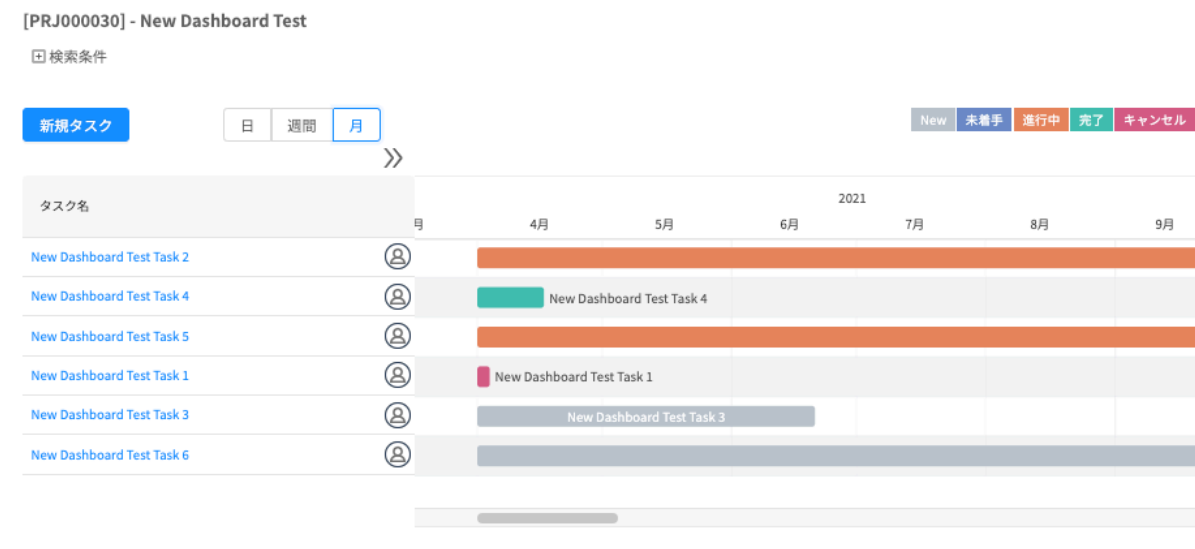 [PRJ000030] - New Dashboard Test
検索条件
新規タスク 日 週間 月 New 未着手 進行中 完了 キャンセル
タスク名
2021
月 4月 5月 6月 7月 8月 9月
New Dashboard Test Task 2
New Dashboard Test Task 4 New Dashboard Test Task 4
New Dashboard Test Task 5
New Dashboard Test Task 1 New Dashboard Test Task 1
New Dashboard Test Task 3 New Dashboard Test Task 3
New Dashboard Test Task 6